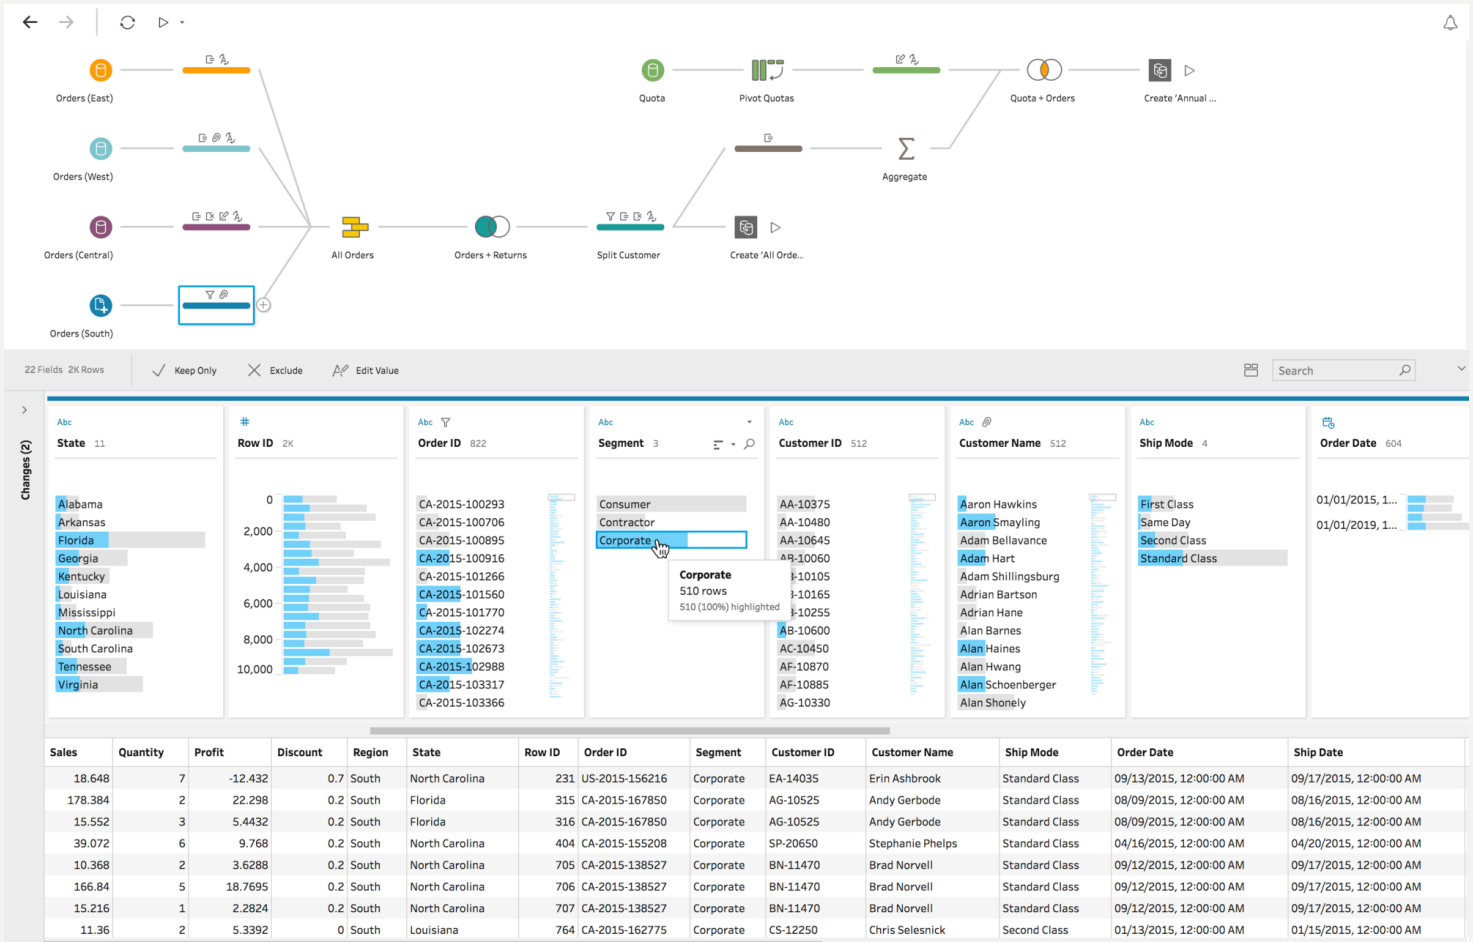 Orders (East)
Quota
Pivot Quotas
Quota + Orders
Create 'Annual ...
Orders (West)
Aggregate
Orders (Central)
All Orders
Orders + Returns
Split Customer
Create 'All Orde...
Orders (South)
22 Fields 2K Rows
Keep Only
Exclude
Edit Value
Search
Changes (2)
Abc
State 11
Alabama
Arkansas
Florida
Georgia
Kentucky
Louisiana
Mississippi
North Carolina
South Carolina
Tennessee
Virginia
#
Row ID 2K
0
2,000
4,000
6,000
8,000
10,000
Abc
Order ID 822
CA-2015-100293
CA-2015-100706
CA-2015-100895
CA-2015-100916
CA-2015-101266
CA-2015-101560
CA-2015-101770
CA-2015-102274
CA-2015-102673
CA-2015-102988
CA-2015-103317
CA-2015-103366
Abc
Segment 3
Consumer
Contractor
Corporate
Corporate
510 rows
510 (100%) highlighted
Abc
Customer ID 512
AA-10375
AA-10480
AA-10645
AB-10060
B-10105
B-10165
B-10255
AB-10600
AC-10450
AF-10870
AF-10885
AG-10330
Abc
Customer Name 512
Aaron Hawkins
Aaron Smayling
Adam Bellavance
Adam Hart
Adam Shillingsburg
Adrian Bartson
Adrian Hane
Alan Barnes
Alan Haines
Alan Hwang
Alan Schoenberger
Alan Shonely
Abc
Ship Mode 4
First Class
Same Day
Second Class
Standard Class
Order Date 604
01/01/2015, 1...
01/01/2019, 1...
Sales Quantity Profit Discount Region State Row ID Order ID Segment Customer ID Customer Name Ship Mode Order Date Ship Date
18.648 7 -12.432 0.7 South North Carolina 231 US-2015-156216 Corporate EA-14035 Erin Ashbrook Standard Class 09/13/2015, 12:00:00 AM 09/17/2015, 12:00:00 AM
178.384 2 22.298 0.2 South Florida 315 CA-2015-167850 Corporate AG-10525 Andy Gerbode Standard Class 08/09/2015, 12:00:00 AM 08/16/2015, 12:00:00 AM
15.552 3 5.4432 0.2 South Florida 316 CA-2015-167850 Corporate AG-10525 Andy Gerbode Standard Class 08/09/2015, 12:00:00 AM 08/16/2015, 12:00:00 AM
39.072 6 9.768 0.2 South North Carolina 404 CA-2015-155208 Corporate SP-20650 Stephanie Phelps Standard Class 04/16/2015, 12:00:00 AM 04/20/2015, 12:00:00 AM
10.368 2 3.6288 0.2 South North Carolina 705 CA-2015-138527 Corporate BN-11470 Brad Norvell Standard Class 09/12/2015, 12:00:00 AM 09/17/2015, 12:00:00 AM
166.84 5 18.7695 0.2 South North Carolina 706 CA-2015-138527 Corporate BN-11470 Brad Norvell Standard Class 09/12/2015, 12:00:00 AM 09/17/2015, 12:00:00 AM
15.216 1 2.2824 0.2 South North Carolina 707 CA-2015-138527 Corporate BN-11470 Brad Norvell Standard Class 09/12/2015, 12:00:00 AM 09/17/2015, 12:00:00 AM
11.36 2 5.3392 0 South Louisiana 764 CA-2015-162775 Corporate CS-12250 Chris Selesnick Second Class 01/13/2015, 12:00:00 AM 01/15/2015, 12:00:00 AM